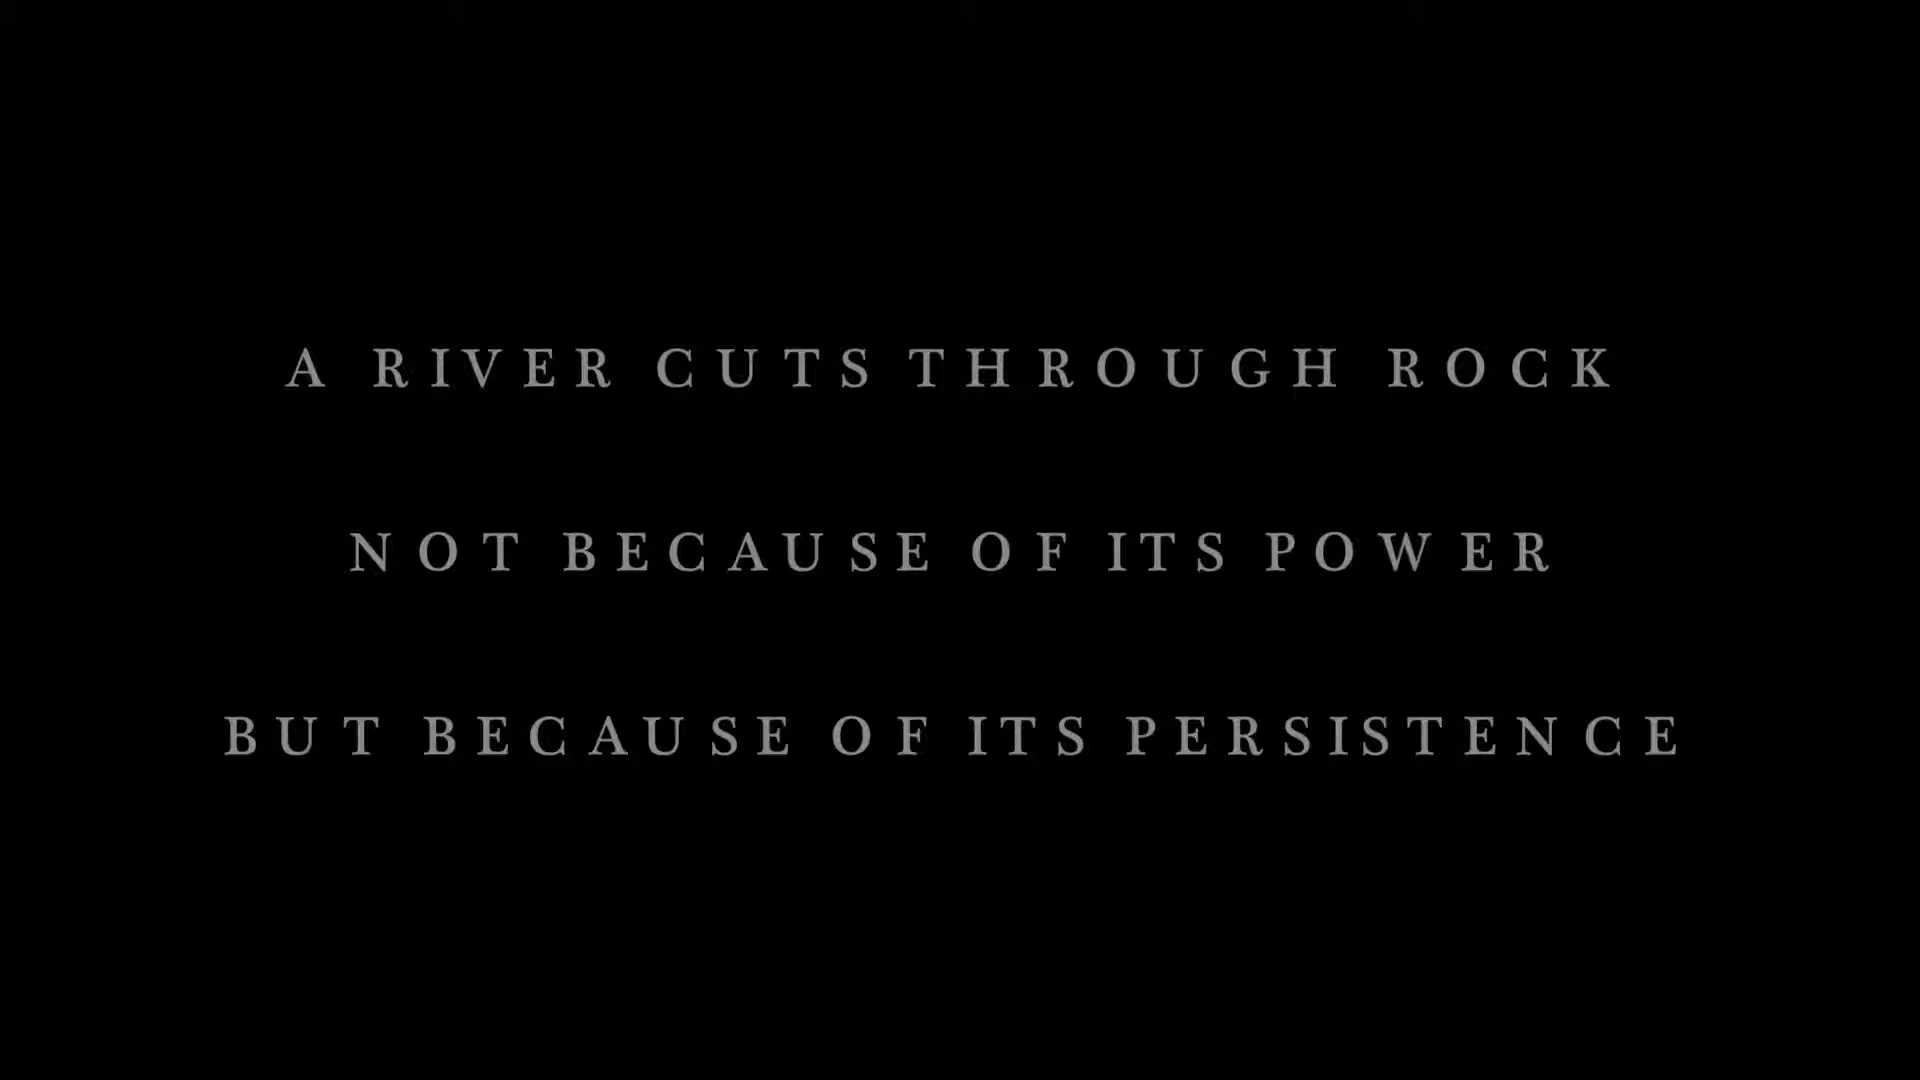 A RIVER CUTS THROUGH ROCK
NOT BECAUSE OF ITS POWER
BUT BECAUSE OF ITS PERSISTENCE